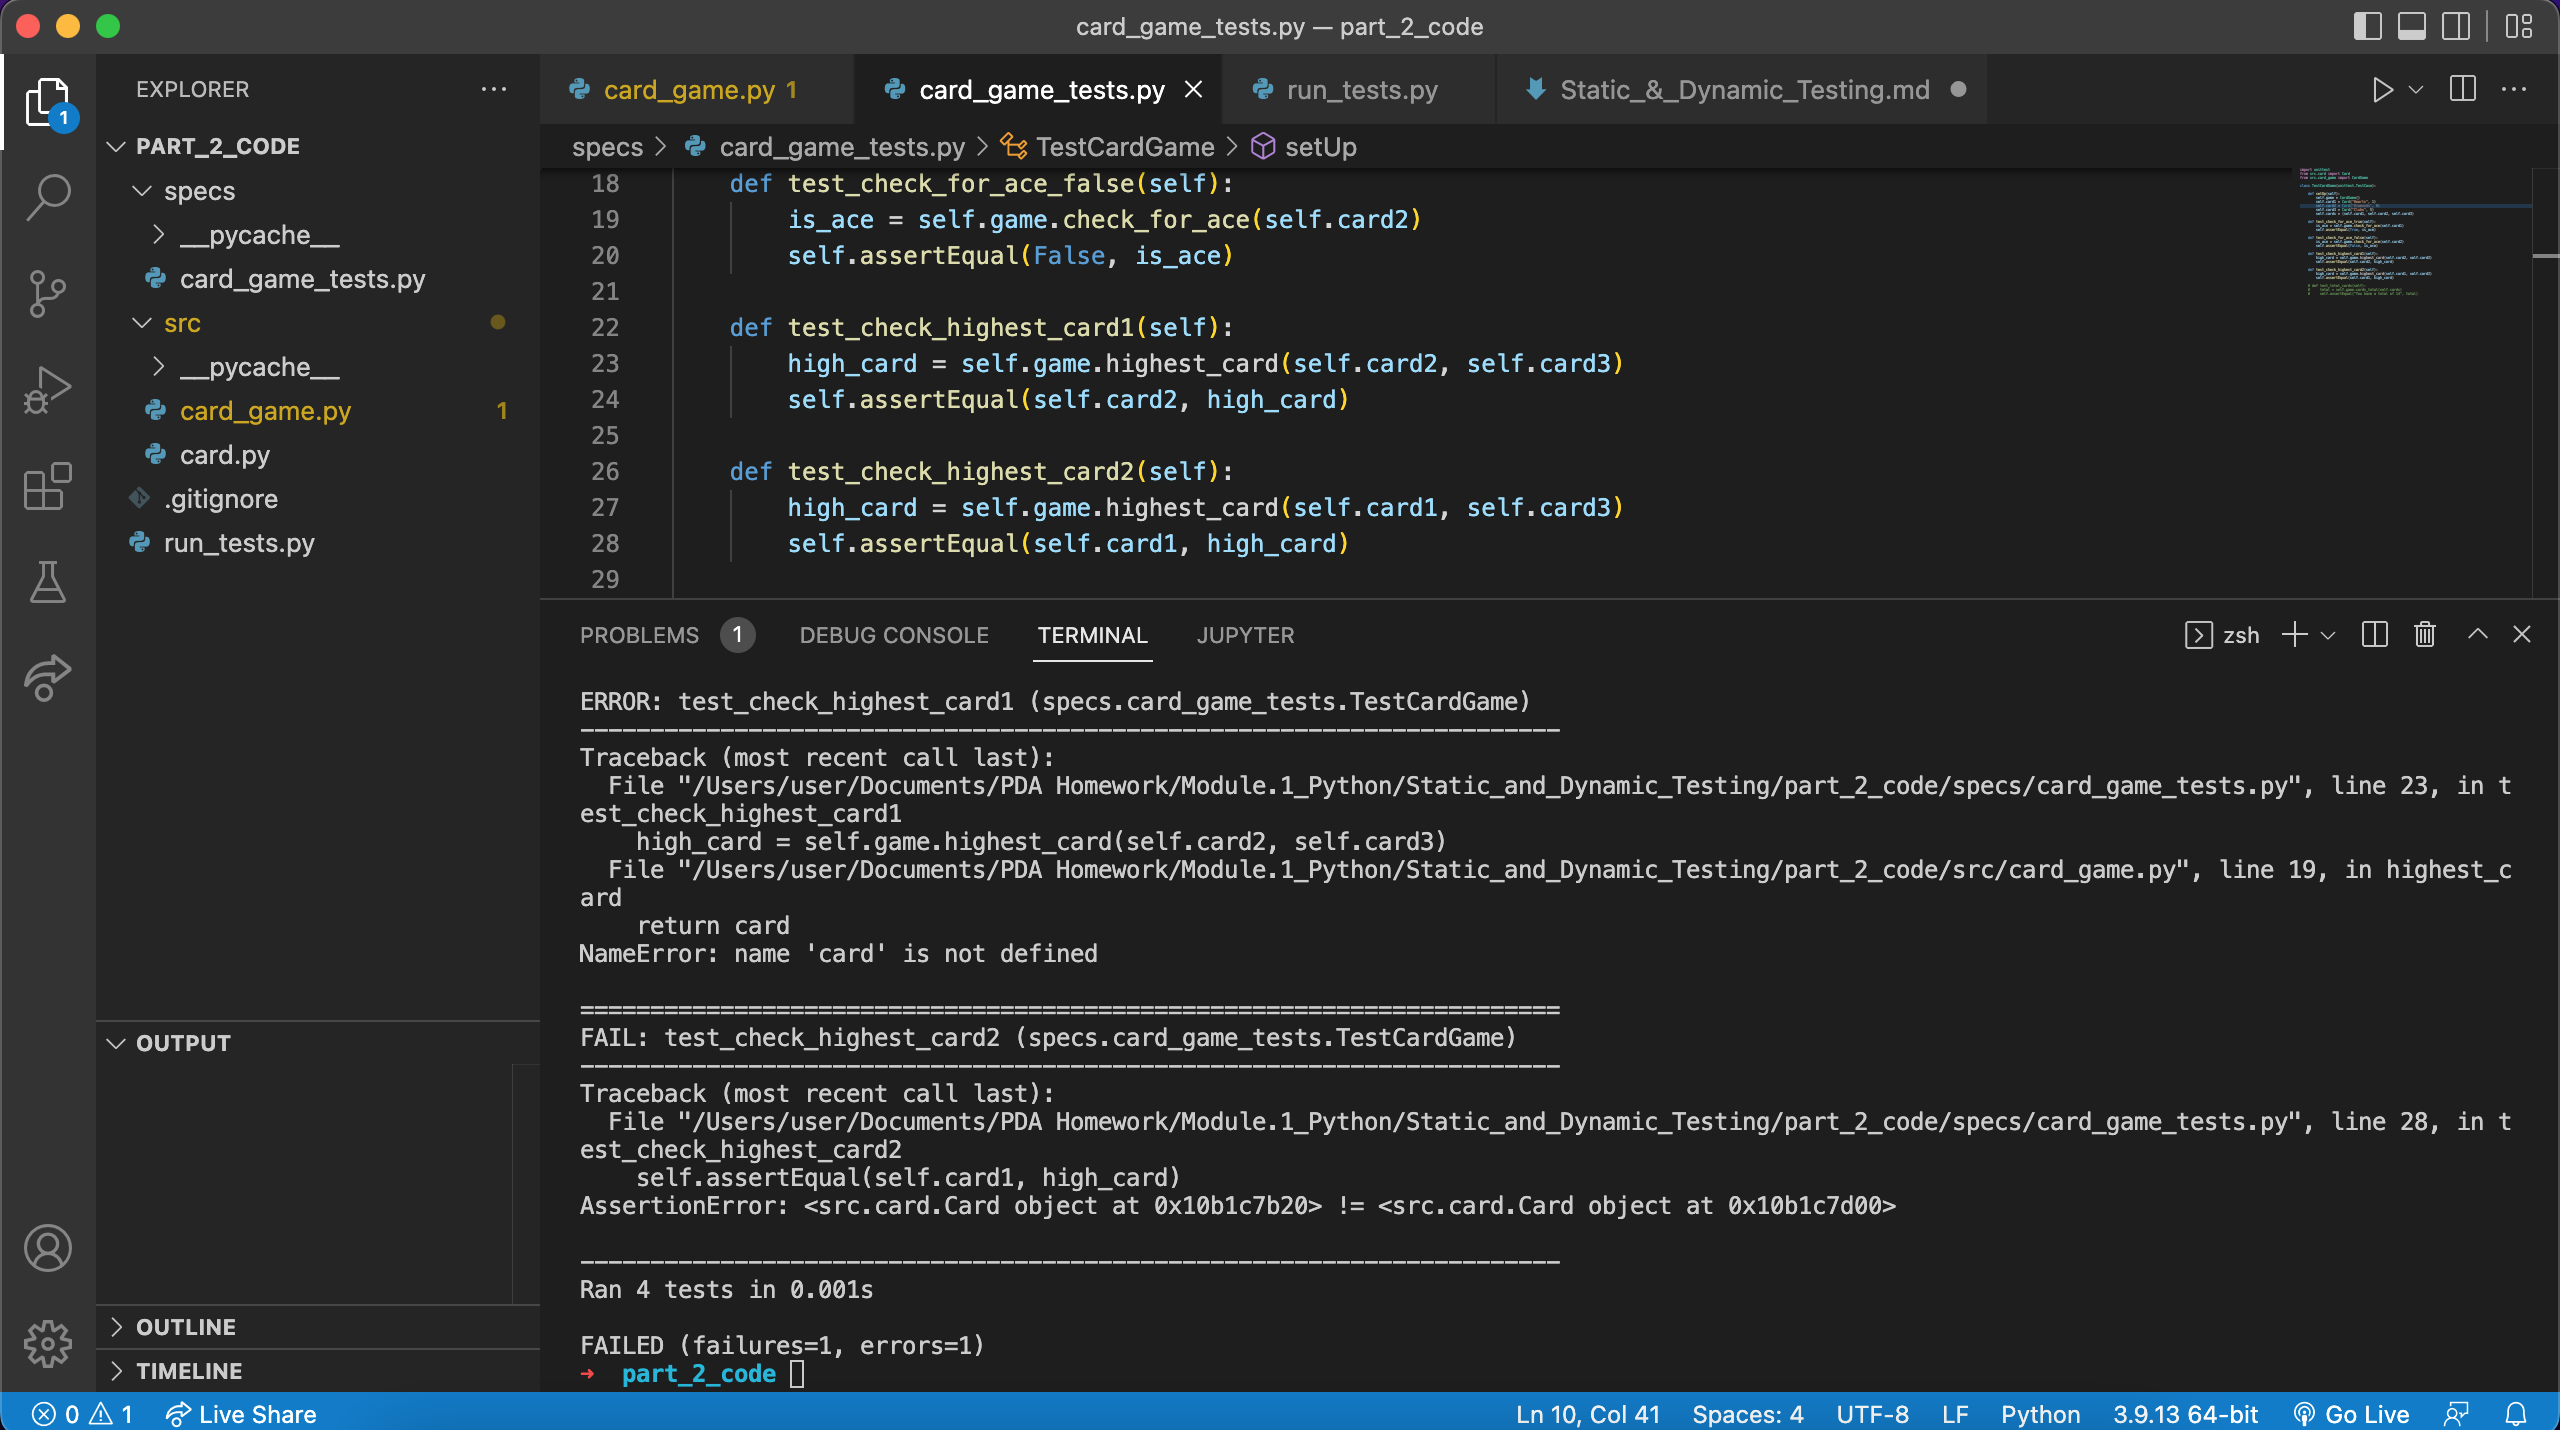 card_game_tests.py — part_2_code
EXPLORER
card_game.py 1
card_game_tests.py
run_tests.py
Static_&_Dynamic_Testing.md
1
PART_2_CODE
specs
__pycache__
card_game_tests.py
src
__pycache__
card_game.py 1
card.py
.gitignore
run_tests.py
specs > card_game_tests.py > TestCardGame > setUp
18 def test_check_for_ace_false(self):
19 is_ace = self.game.check_for_ace(self.card2)
20 self.assertEqual(False, is_ace)
21
22 def test_check_highest_card1(self):
23 high_card = self.game.highest_card(self.card2, self.card3)
24 self.assertEqual(self.card2, high_card)
25
26 def test_check_highest_card2(self):
27 high_card = self.game.highest_card(self.card1, self.card3)
28 self.assertEqual(self.card1, high_card)
29
PROBLEMS 1 DEBUG CONSOLE TERMINAL JUPYTER
zsh
ERROR: test_check_highest_card1 (specs.card_game_tests.TestCardGame)
----------------------------------------------------------------------
Traceback (most recent call last):
File "/Users/user/Documents/PDA Homework/Module.1_Python/Static_and_Dynamic_Testing/part_2_code/specs/card_game_tests.py", line 23, in t
est_check_highest_card1
high_card = self.game.highest_card(self.card2, self.card3)
File "/Users/user/Documents/PDA Homework/Module.1_Python/Static_and_Dynamic_Testing/part_2_code/src/card_game.py", line 19, in highest_c
ard
return card
NameError: name 'card' is not defined
======================================================================
FAIL: test_check_highest_card2 (specs.card_game_tests.TestCardGame)
----------------------------------------------------------------------
Traceback (most recent call last):
File "/Users/user/Documents/PDA Homework/Module.1_Python/Static_and_Dynamic_Testing/part_2_code/specs/card_game_tests.py", line 28, in t
est_check_highest_card2
self.assertEqual(self.card1, high_card)
AssertionError: <src.card.Card object at 0x10b1c7b20> != <src.card.Card object at 0x10b1c7d00>
----------------------------------------------------------------------
Ran 4 tests in 0.001s
FAILED (failures=1, errors=1)
➜ part_2_code
OUTPUT
OUTLINE
TIMELINE
0 1 Live Share
Ln 10, Col 41 Spaces: 4 UTF-8 LF Python 3.9.13 64-bit Go Live